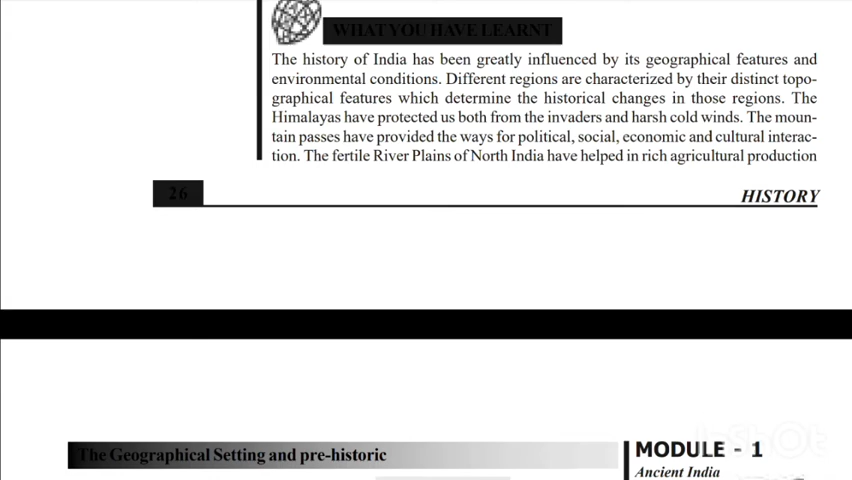 WHAT YOU HAVE LEARNT
The history of India has been greatly influenced by its geographical features and
environmental conditions. Different regions are characterized by their distinct topo-
graphical features which determine the historical changes in those regions. The
Himalayas have protected us both from the invaders and harsh cold winds. The moun-
tain passes have provided the ways for political, social, economic and cultural interac-
tion. The fertile River Plains of North India have helped in rich agricultural production
26
HISTORY
The Geographical Setting and pre-historic
MODULE - 1
Ancient India
InShOt